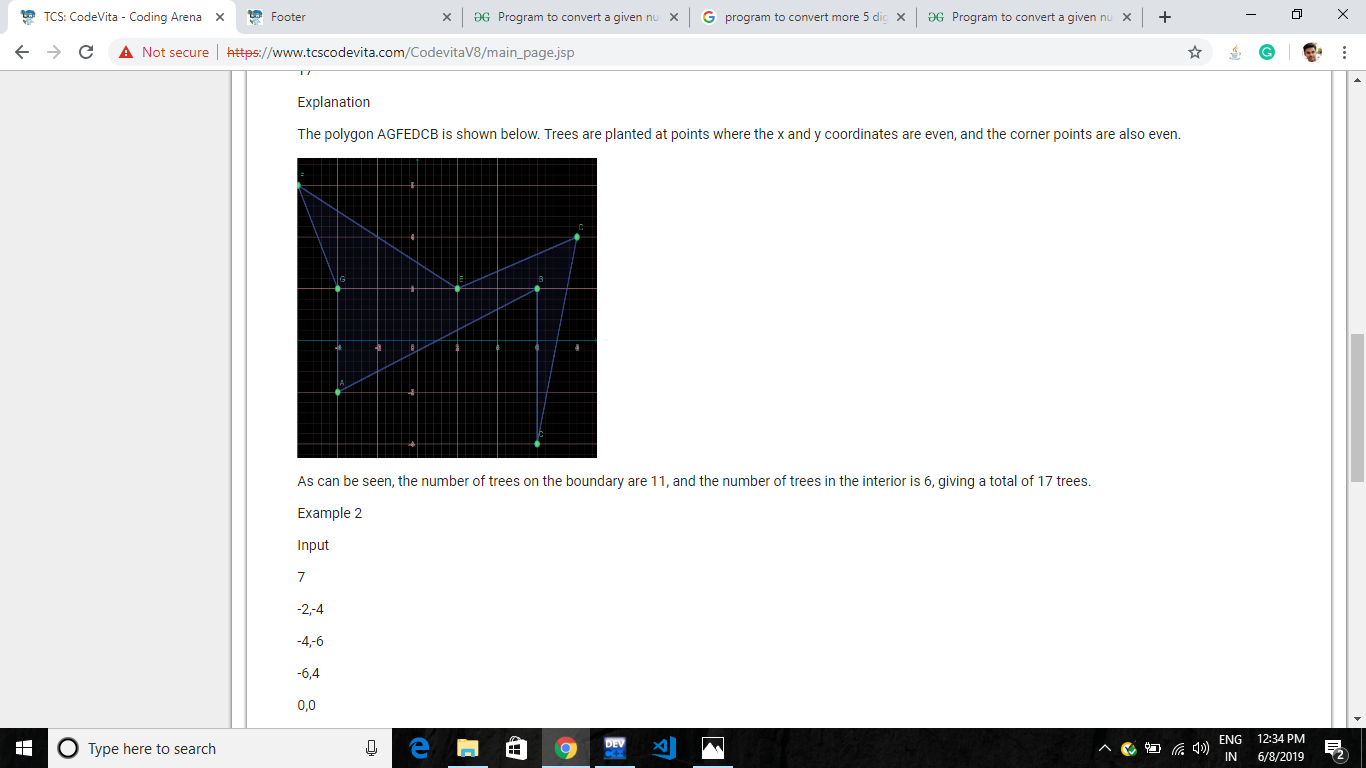 TCS: CodeVita - Coding Arena
Footer
Program to convert a given nu
program to convert more 5 dig
Program to convert a given nu
Not secure
https://www.tcscodevita.com/CodevitaV8/main_page.jsp
17
Explanation
The polygon AGFEDCB is shown below. Trees are planted at points where the x and y coordinates are even, and the corner points are also even.
G
E
B
A
As can be seen, the number of trees on the boundary are 11, and the number of trees in the interior is 6, giving a total of 17 trees.
Example 2
Input
7
-2,-4
-4,-6
-6,4
0,0
Type here to search
DEV
ENG
IN
12:34 PM
6/8/2019
2